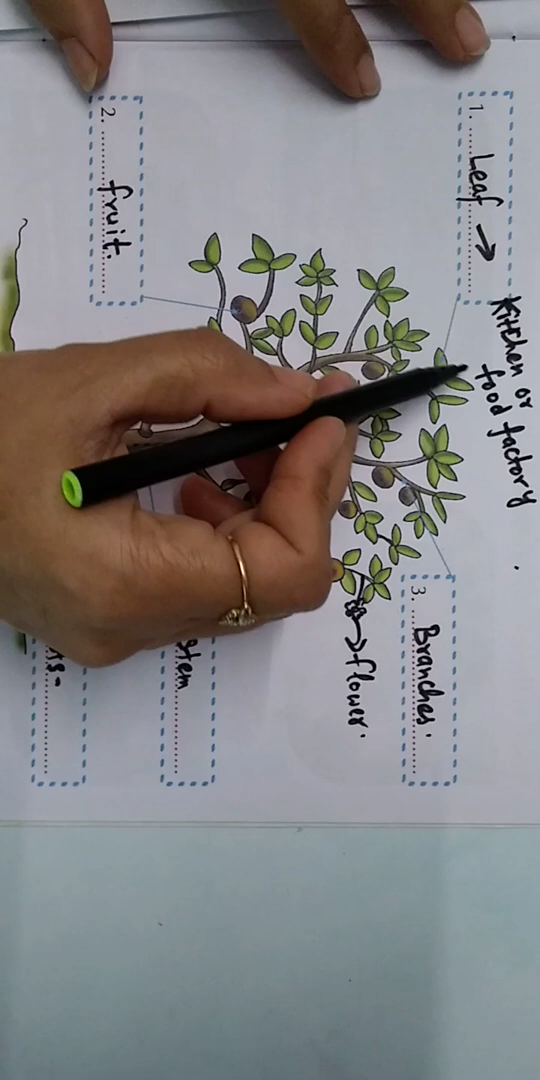 1. Leaf →
Kitchen or
food factory
2. fruit.
3. Branches.
→ flower.
stem